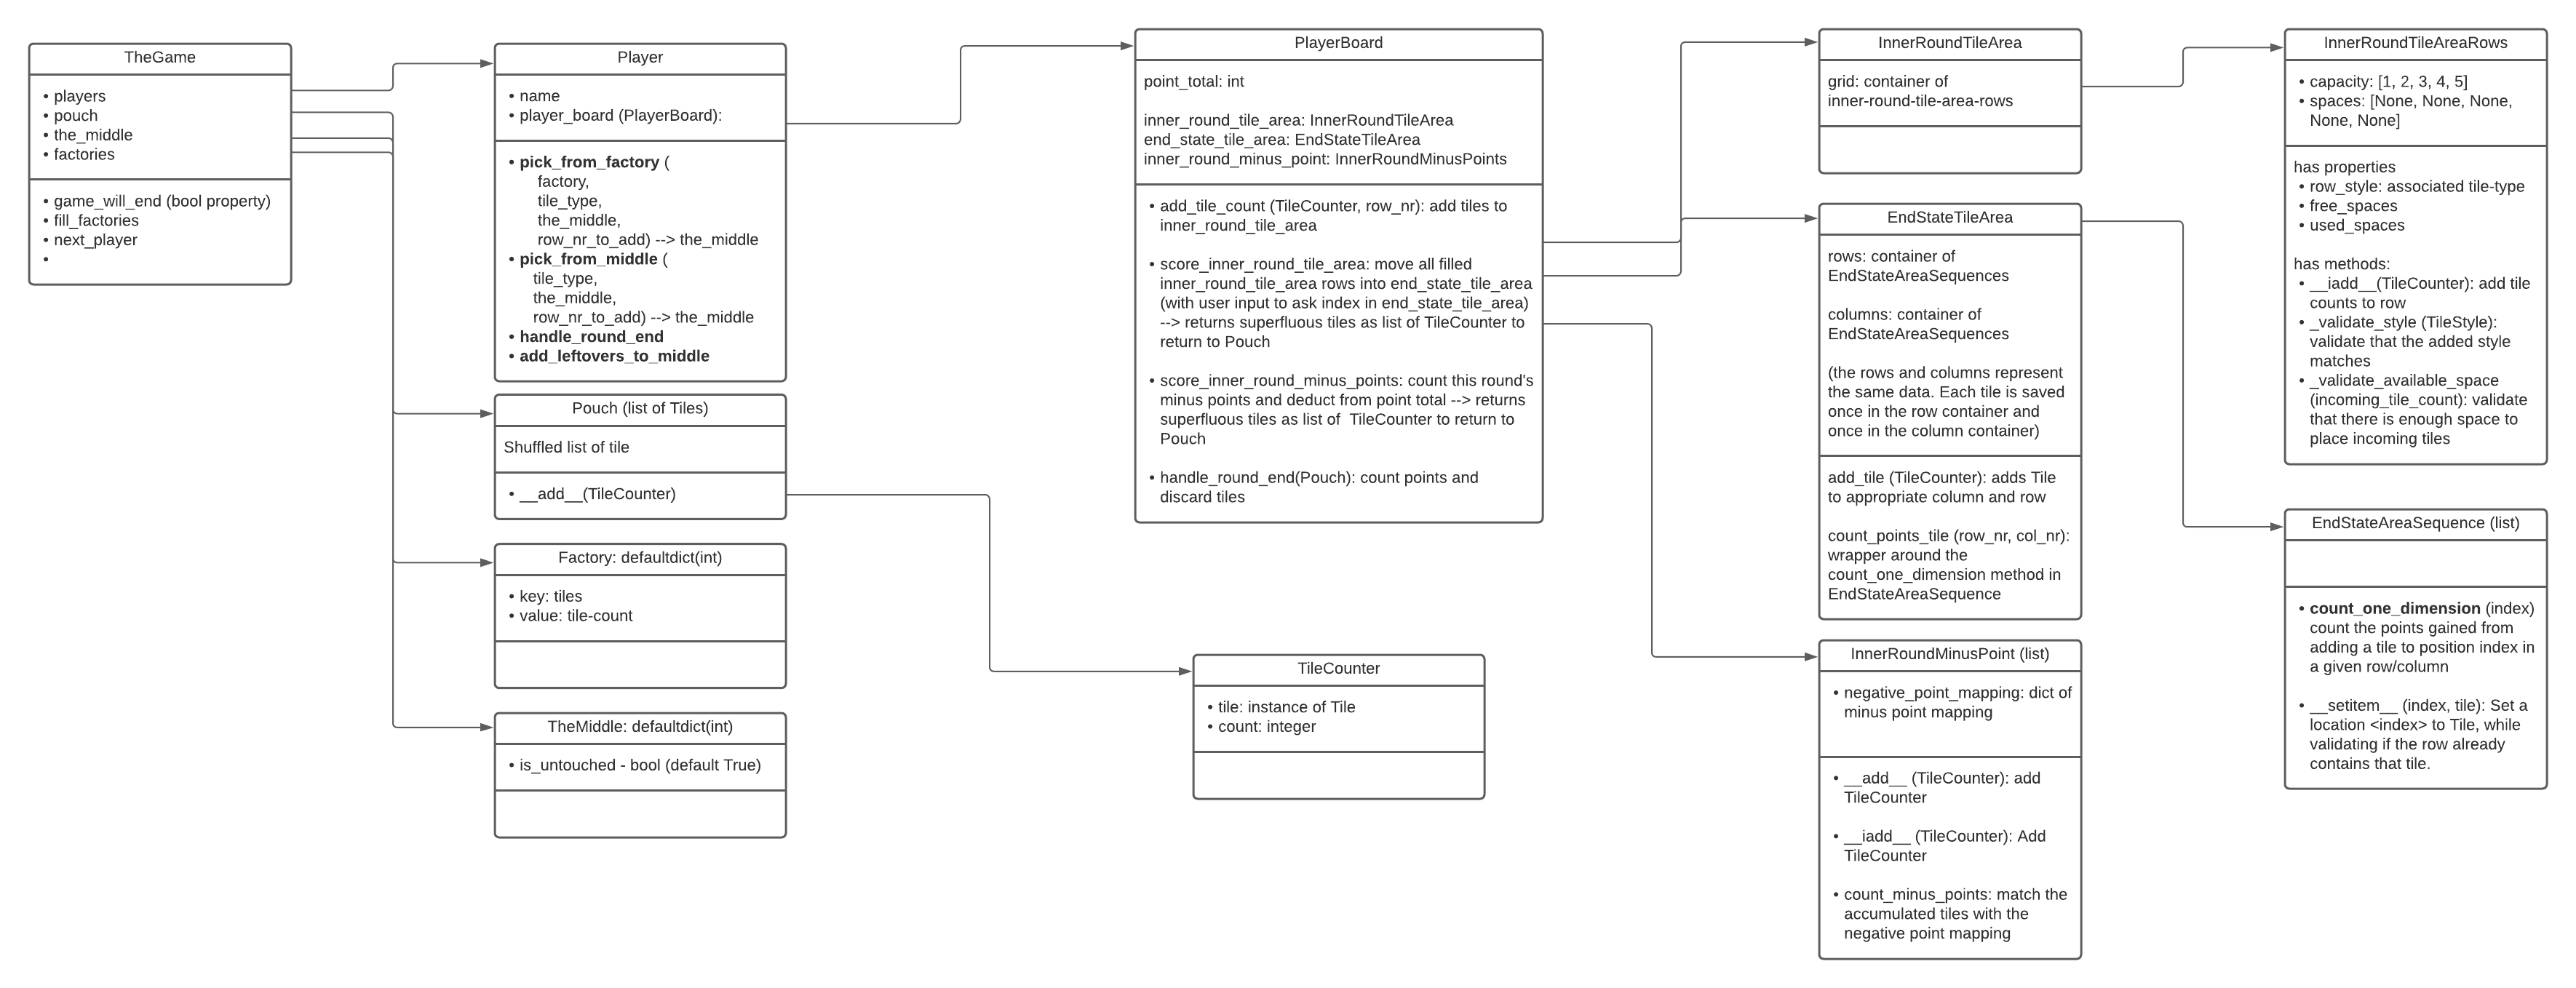 TheGame
• players
• pouch
• the_middle
• factories
• game_will_end (bool property)
• fill_factories
• next_player
•
Player
• name
• player_board (PlayerBoard):
• pick_from_factory (
factory,
tile_type,
the_middle,
row_nr_to_add) --> the_middle
• pick_from_middle (
tile_type,
the_middle,
row_nr_to_add) --> the_middle
• handle_round_end
• add_leftovers_to_middle
Pouch (list of Tiles)
Shuffled list of tile
• __add__(TileCounter)
Factory: defaultdict(int)
• key: tiles
• value: tile-count
TheMiddle: defaultdict(int)
• is_untouched - bool (default True)
PlayerBoard
point_total: int
inner_round_tile_area: InnerRoundTileArea
end_state_tile_area: EndStateTileArea
inner_round_minus_point: InnerRoundMinusPoints
• add_tile_count (TileCounter, row_nr): add tiles to
inner_round_tile_area
• score_inner_round_tile_area: move all filled
inner_round_tile_area rows into end_state_tile_area
(with user input to ask index in end_state_tile_area)
--> returns superfluous tiles as list of TileCounter to
return to Pouch
• score_inner_round_minus_points: count this round's
minus points and deduct from point total --> returns
superfluous tiles as list of  TileCounter to return to
Pouch
• handle_round_end(Pouch): count points and
discard tiles
TileCounter
• tile: instance of Tile
• count: integer
InnerRoundTileArea
grid: container of
inner-round-tile-area-rows
EndStateTileArea
rows: container of
EndStateAreaSequences
columns: container of
EndStateAreaSequences
(the rows and columns represent
the same data. Each tile is saved
once in the row container and
once in the column container)
add_tile (TileCounter): adds Tile
to appropriate column and row
count_points_tile (row_nr, col_nr):
wrapper around the
count_one_dimension method in
EndStateAreaSequence
InnerRoundMinusPoint (list)
• negative_point_mapping: dict of
minus point mapping
• __add__ (TileCounter): add
TileCounter
• __iadd__ (TileCounter): Add
TileCounter
• count_minus_points: match the
accumulated tiles with the
negative point mapping
InnerRoundTileAreaRows
• capacity: [1, 2, 3, 4, 5]
• spaces: [None, None, None,
None, None]
has properties
• row_style: associated tile-type
• free_spaces
• used_spaces
has methods:
• __iadd__(TileCounter): add tile
counts to row
• _validate_style (TileStyle):
validate that the added style
matches
• _validate_available_space
(incoming_tile_count): validate
that there is enough space to
place incoming tiles
EndStateAreaSequence (list)
• count_one_dimension (index)
count the points gained from
adding a tile to position index in
a given row/column
• __setitem__ (index, tile): Set a
location <index> to Tile, while
validating if the row already
contains that tile.